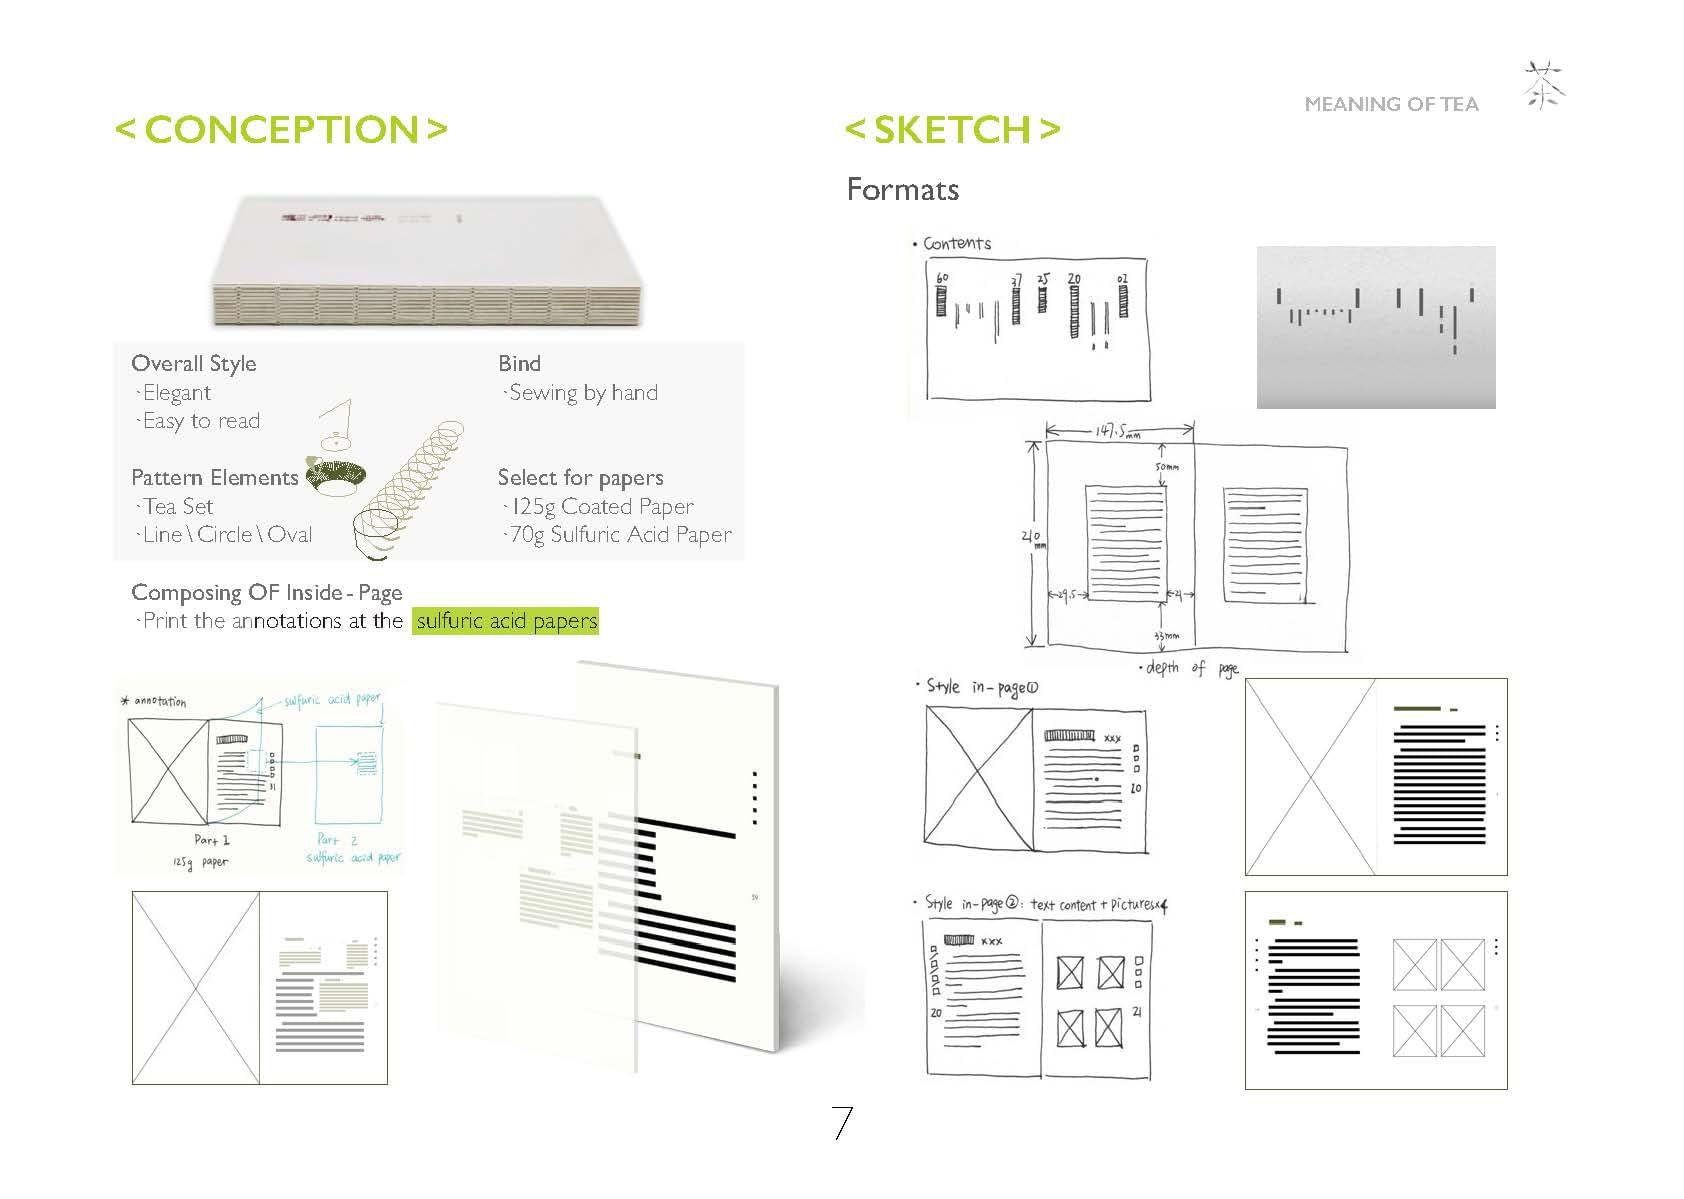 MEANING OF TEA
茶
< CONCEPTION >
Overall Style
·Elegant
·Easy to read
Pattern Elements
·Tea Set
·Line\Circle\Oval
Bind
·Sewing by hand
Select for papers
·125g Coated Paper
·70g Sulfuric Acid Paper
Composing OF Inside-Page
·Print the annotations at the sulfuric acid papers
* annotation
sulfuric acid paper
31
Part 1
125g paper
Part 2
sulfuric acid paper
59
< SKETCH >
Formats
· Contents
60 37 25 20 02
147.5mm
50mm
210mm
29.5
21
33mm
· depth of page
· Style in-page①
xxx
20
· Style in-page②: text content + pictures×4
xxx
20
21
7